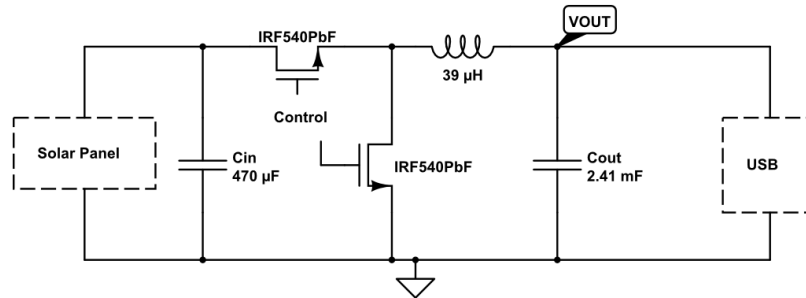 VOUT
IRF540PbF
39 µH
Control
Solar Panel
Cin
470 µF
IRF540PbF
Cout
2.41 mF
USB